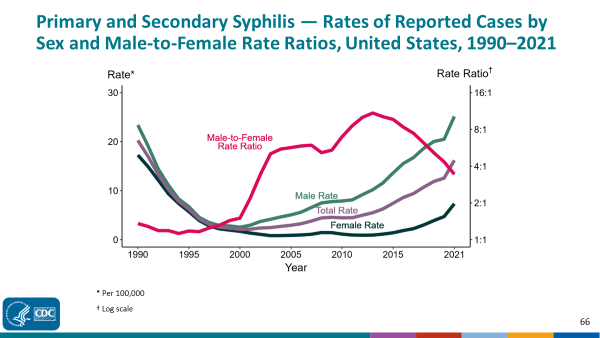 Primary and Secondary Syphilis — Rates of Reported Cases by
Sex and Male-to-Female Rate Ratios, United States, 1990–2021
Rate*
Rate Ratio†
30
16:1
Male-to-Female
Rate Ratio
20
8:1
4:1
Male Rate
10
2:1
Total Rate
Female Rate
0
1:1
1990
1995
2000
2005
2010
2015
2021
Year
* Per 100,000
† Log scale
CDC
66